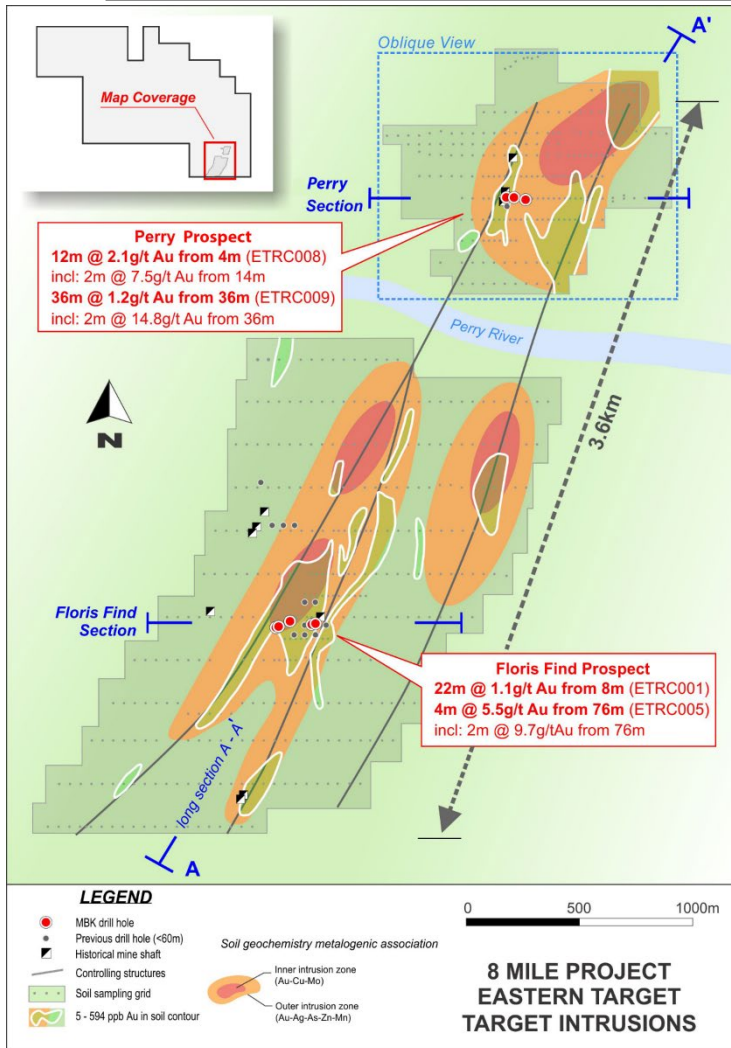 A'
Oblique View
Map Coverage
Perry
Section
Perry Prospect
12m @ 2.1g/t Au from 4m (ETRC008)
incl: 2m @ 7.5g/t Au from 14m
36m @ 1.2g/t Au from 36m (ETRC009)
incl: 2m @ 14.8g/t Au from 36m
Perry River
N
3.6km
Floris Find
Section
Floris Find Prospect
22m @ 1.1g/t Au from 8m (ETRC001)
4m @ 5.5g/t Au from 76m (ETRC005)
incl: 2m @ 9.7g/tAu from 76m
long section A - A'
A
LEGEND
MBK drill hole
Previous drill hole (<60m)
Historical mine shaft
Controlling structures
Soil sampling grid
5 - 594 ppb Au in soil contour
Soil geochemistry metalogenic association
Inner intrusion zone
(Au-Cu-Mo)
Outer intrusion zone
(Au-Ag-As-Zn-Mn)
0 500 1000m
8 MILE PROJECT
EASTERN TARGET
TARGET INTRUSIONS